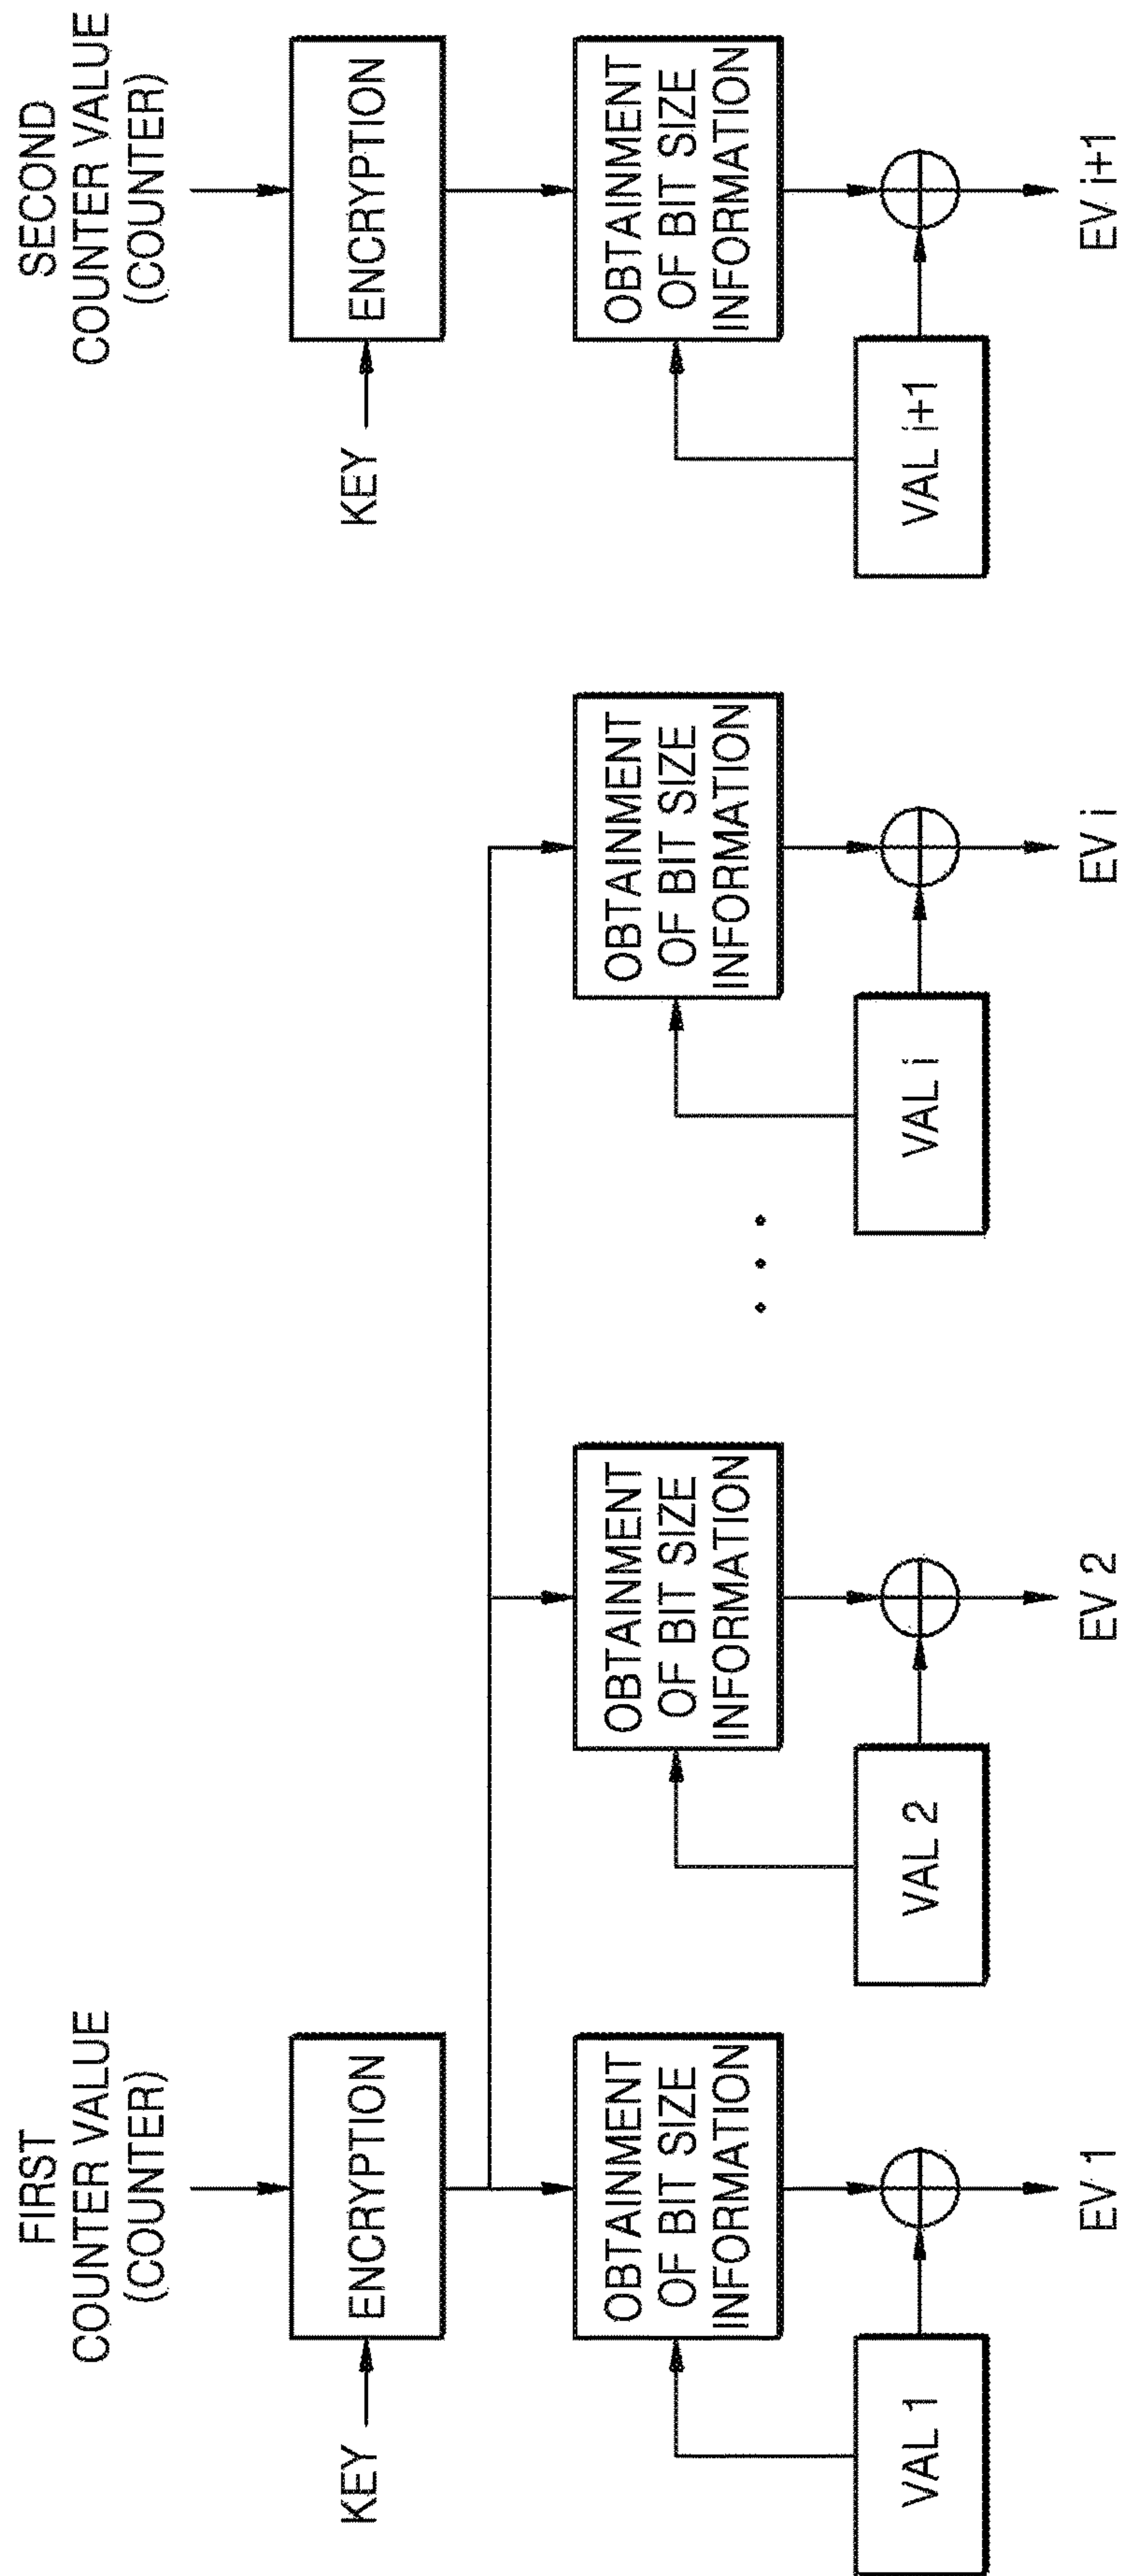 FIRST
COUNTER VALUE
(COUNTER)
SECOND
COUNTER VALUE
(COUNTER)
KEY
ENCRYPTION
KEY
ENCRYPTION
OBTAINMENT
OF BIT SIZE
INFORMATION
OBTAINMENT
OF BIT SIZE
INFORMATION
OBTAINMENT
OF BIT SIZE
INFORMATION
OBTAINMENT
OF BIT SIZE
INFORMATION
VAL 1
VAL 2
VAL i
VAL i+1
EV 1
EV 2
EV i
EV i+1